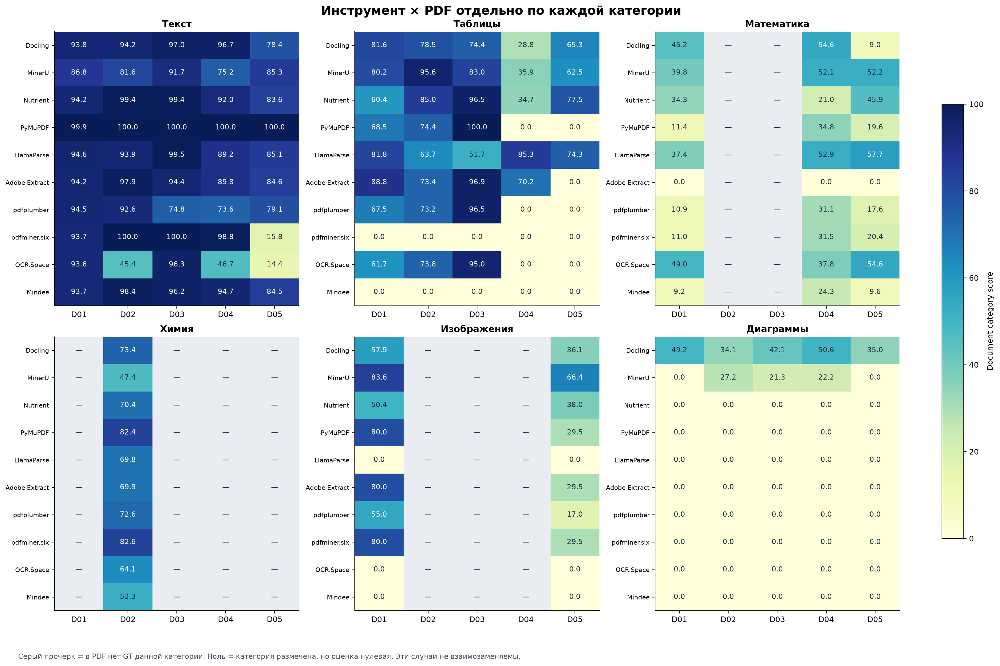 Инструмент × PDF отдельно по каждой категории
Текст
Docling 93.8 94.2 97.0 96.7 78.4
MinerU 86.8 81.6 91.7 75.2 85.3
Nutrient 94.2 99.4 99.4 92.0 83.6
PyMuPDF 99.9 100.0 100.0 100.0 100.0
LlamaParse 94.6 93.9 99.5 89.2 85.1
Adobe Extract 94.2 97.9 94.4 89.8 84.6
pdfplumber 94.5 92.6 74.8 73.6 79.1
pdfminer.six 93.7 100.0 100.0 98.8 15.8
OCR.Space 93.6 45.4 96.3 46.7 14.4
Mindee 93.7 98.4 96.2 94.7 84.5
D01 D02 D03 D04 D05
Таблицы
Docling 81.6 78.5 74.4 28.8 65.3
MinerU 80.2 95.6 83.0 35.9 62.5
Nutrient 60.4 85.0 96.5 34.7 77.5
PyMuPDF 68.5 74.4 100.0 0.0 0.0
LlamaParse 81.8 63.7 51.7 85.3 74.3
Adobe Extract 88.8 73.4 96.9 70.2 0.0
pdfplumber 67.5 73.2 96.5 0.0 0.0
pdfminer.six 0.0 0.0 0.0 0.0 0.0
OCR.Space 61.7 73.8 95.0 0.0 0.0
Mindee 0.0 0.0 0.0 0.0 0.0
D01 D02 D03 D04 D05
Математика
Docling 45.2 — — 54.6 9.0
MinerU 39.8 — — 52.1 52.2
Nutrient 34.3 — — 21.0 45.9
PyMuPDF 11.4 — — 34.8 19.6
LlamaParse 37.4 — — 52.9 57.7
Adobe Extract 0.0 — — 0.0 0.0
pdfplumber 10.9 — — 31.1 17.6
pdfminer.six 11.0 — — 31.5 20.4
OCR.Space 49.0 — — 37.8 54.6
Mindee 9.2 — — 24.3 9.6
D01 D02 D03 D04 D05
Химия
Docling — 73.4 — — —
MinerU — 47.4 — — —
Nutrient — 70.4 — — —
PyMuPDF — 82.4 — — —
LlamaParse — 69.8 — — —
Adobe Extract — 69.9 — — —
pdfplumber — 72.6 — — —
pdfminer.six — 82.6 — — —
OCR.Space — 64.1 — — —
Mindee — 52.3 — — —
D01 D02 D03 D04 D05
Изображения
Docling 57.9 — — — 36.1
MinerU 83.6 — — — 66.4
Nutrient 50.4 — — — 38.0
PyMuPDF 80.0 — — — 29.5
LlamaParse 0.0 — — — 0.0
Adobe Extract 80.0 — — — 29.5
pdfplumber 55.0 — — — 17.0
pdfminer.six 80.0 — — — 29.5
OCR.Space 0.0 — — — 0.0
Mindee 0.0 — — — 0.0
D01 D02 D03 D04 D05
Диаграммы
Docling 49.2 34.1 42.1 50.6 35.0
MinerU 0.0 27.2 21.3 22.2 0.0
Nutrient 0.0 0.0 0.0 0.0 0.0
PyMuPDF 0.0 0.0 0.0 0.0 0.0
LlamaParse 0.0 0.0 0.0 0.0 0.0
Adobe Extract 0.0 0.0 0.0 0.0 0.0
pdfplumber 0.0 0.0 0.0 0.0 0.0
pdfminer.six 0.0 0.0 0.0 0.0 0.0
OCR.Space 0.0 0.0 0.0 0.0 0.0
Mindee 0.0 0.0 0.0 0.0 0.0
D01 D02 D03 D04 D05
100
80
60
40
20
0
Document category score
Серый прочерк = в PDF нет GT данной категории. Ноль = категория размечена, но оценка нулевая. Эти случаи не взаимозаменяемы.